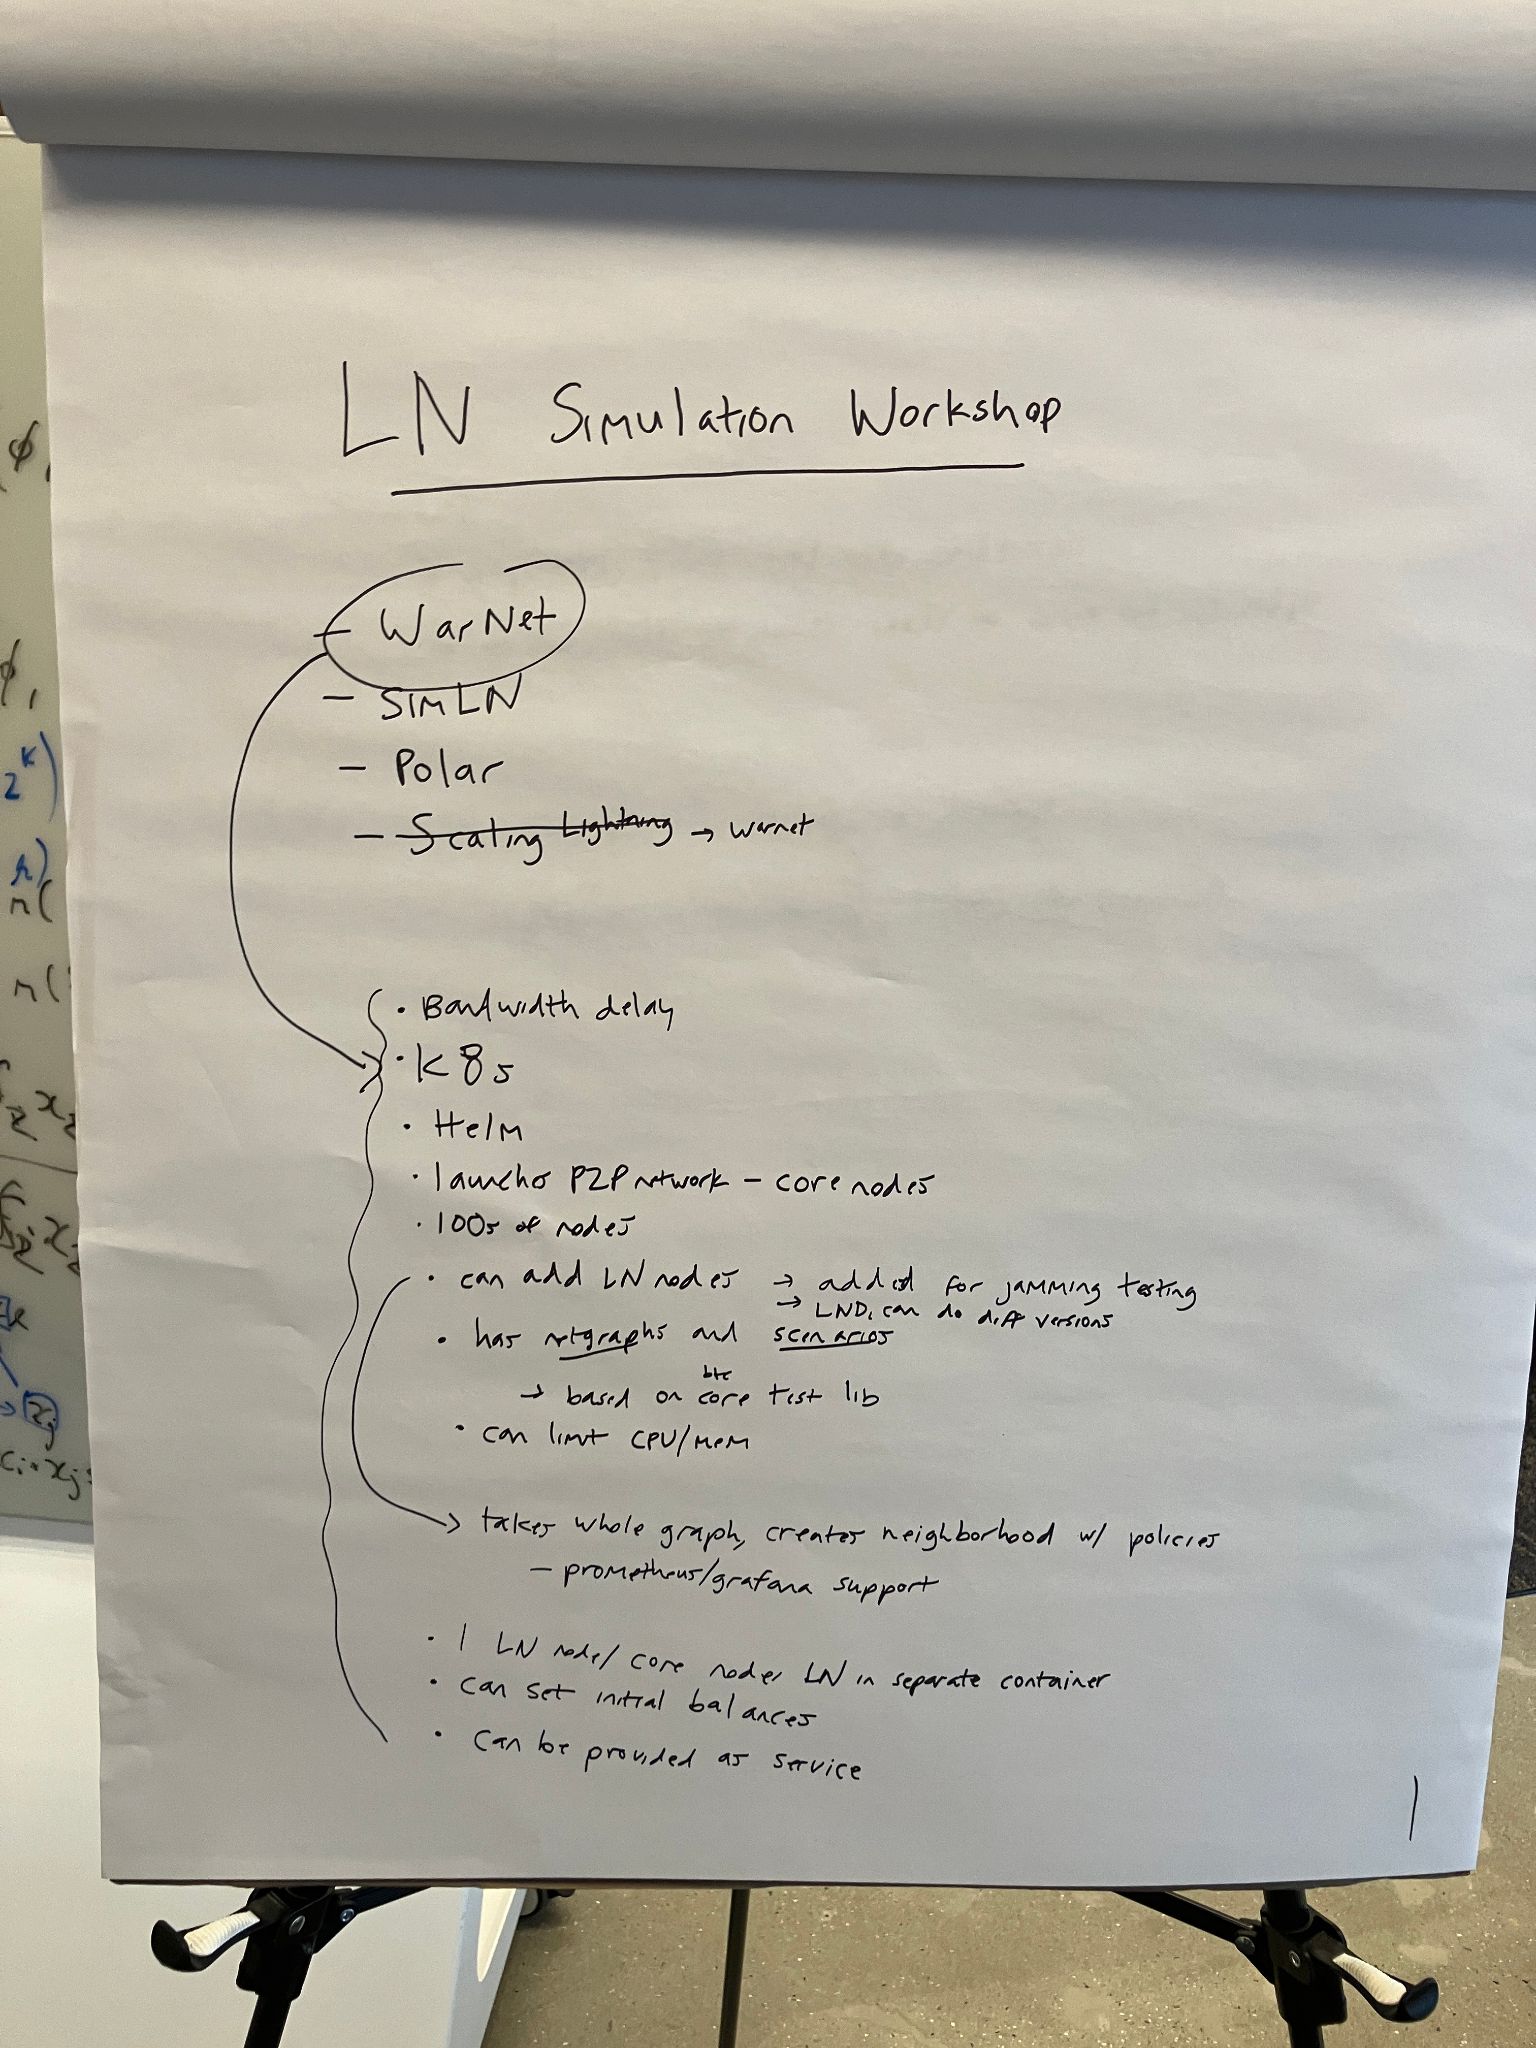 LN Simulation Workshop
- WarNet
- SIMLN
- Polar
- Scaling Lightning → warnet
• Bandwidth delay
• K8s
• Helm
• launches P2P network - core nodes
• 100s of nodes
• can add LN nodes → added for jamming testing
→ LND, can do diff versions
• has netgraphs and scenarios
btc
→ based on core test lib
• can limit CPU/MEM
→ takes whole graph, creates neighborhood w/ policies
- prometheus/grafana support
• 1 LN node/ core node, LN in separate container
• can set initial balances
• can be provided as service
1